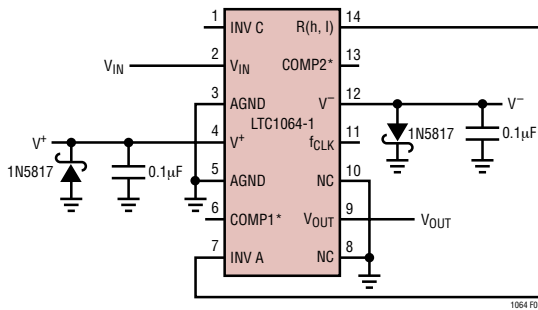 1 INV C R(h, I) 14
VIN 2 VIN COMP2* 13
3 AGND V− 12 V−
LTC1064-1
V+ 4 V+ fCLK 11
1N5817 0.1µF 1N5817 0.1µF
5 AGND NC 10
6 COMP1* VOUT 9 VOUT
7 INV A NC 8
1064 F0